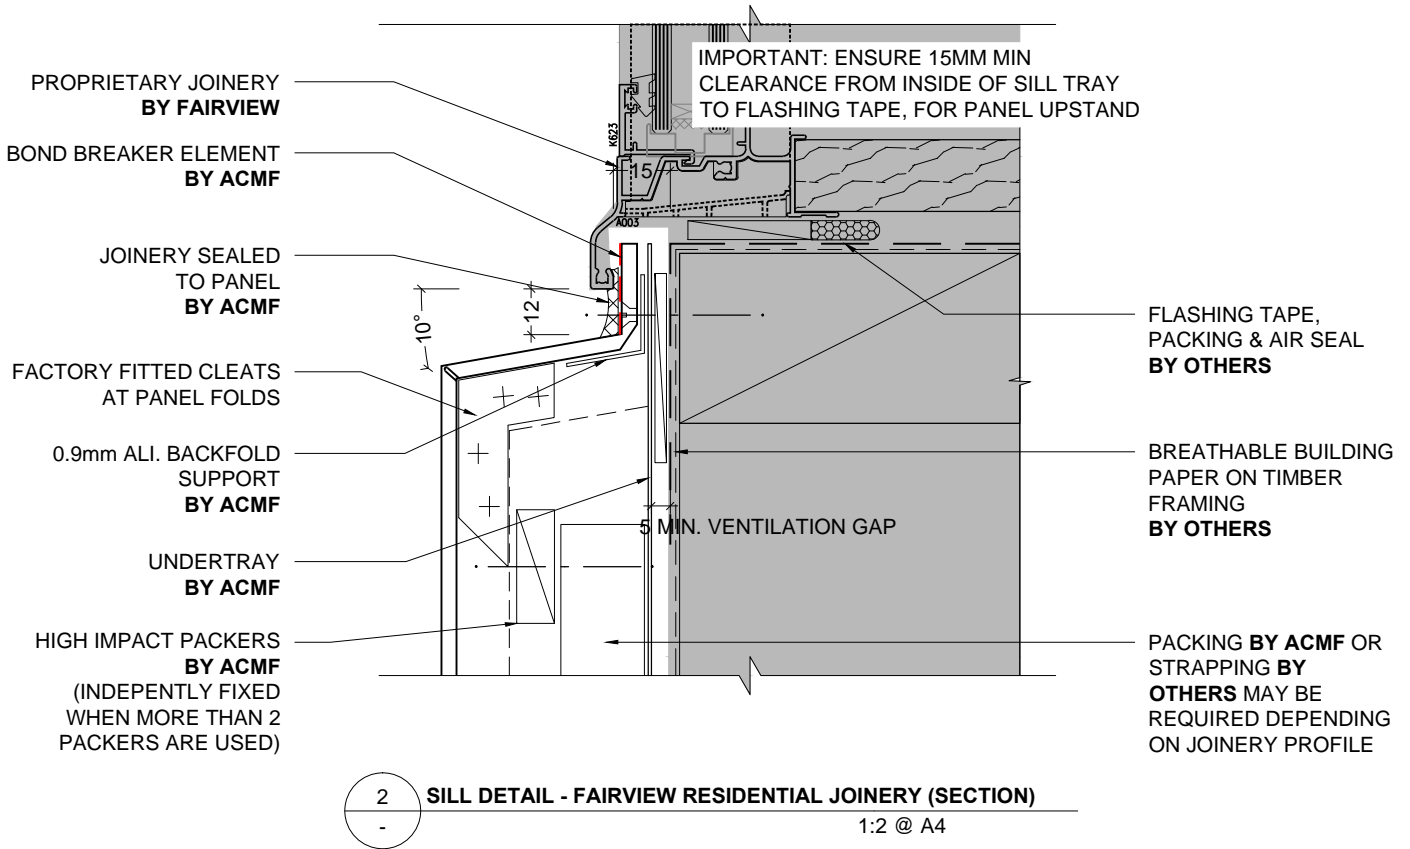 IMPORTANT: ENSURE 15MM MIN
CLEARANCE FROM INSIDE OF SILL TRAY
TO FLASHING TAPE, FOR PANEL UPSTAND
PROPRIETARY JOINERY
BY FAIRVIEW
BOND BREAKER ELEMENT
BY ACMF
JOINERY SEALED
TO PANEL
BY ACMF
FACTORY FITTED CLEATS
AT PANEL FOLDS
0.9mm ALI. BACKFOLD
SUPPORT
BY ACMF
UNDERTRAY
BY ACMF
HIGH IMPACT PACKERS
BY ACMF
(INDEPENTLY FIXED
WHEN MORE THAN 2
PACKERS ARE USED)
K623
15
A003
12
10°
5 MIN. VENTILATION GAP
FLASHING TAPE,
PACKING & AIR SEAL
BY OTHERS
BREATHABLE BUILDING
PAPER ON TIMBER
FRAMING
BY OTHERS
PACKING BY ACMF OR
STRAPPING BY
OTHERS MAY BE
REQUIRED DEPENDING
ON JOINERY PROFILE
2
-
SILL DETAIL - FAIRVIEW RESIDENTIAL JOINERY (SECTION)
1:2 @ A4